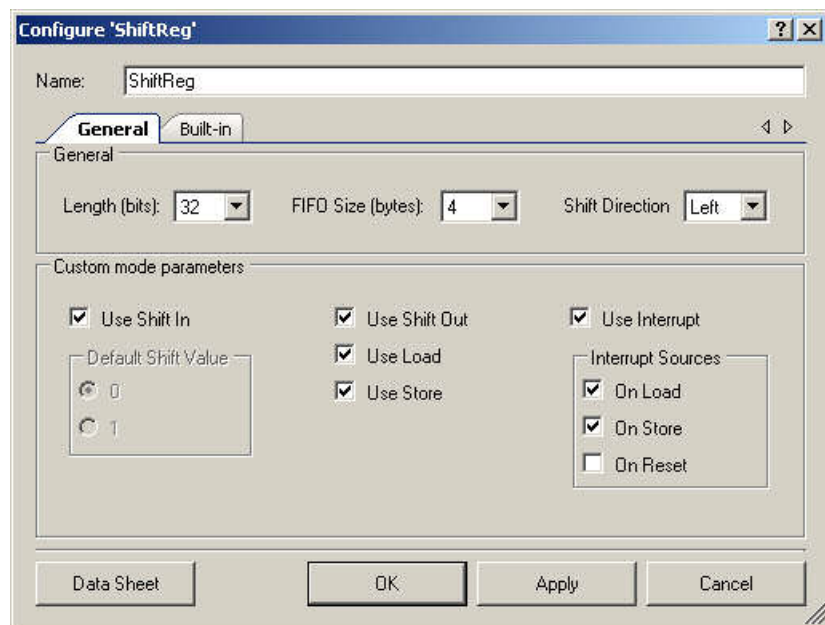 Configure 'ShiftReg'
Name: ShiftReg
General Built-in
General
Length (bits): 32 FIFO Size (bytes): 4 Shift Direction Left
Custom mode parameters
Use Shift In Use Shift Out Use Interrupt
Default Shift Value Use Load Interrupt Sources
0 Use Store On Load
1 On Store
On Reset
Data Sheet OK Apply Cancel